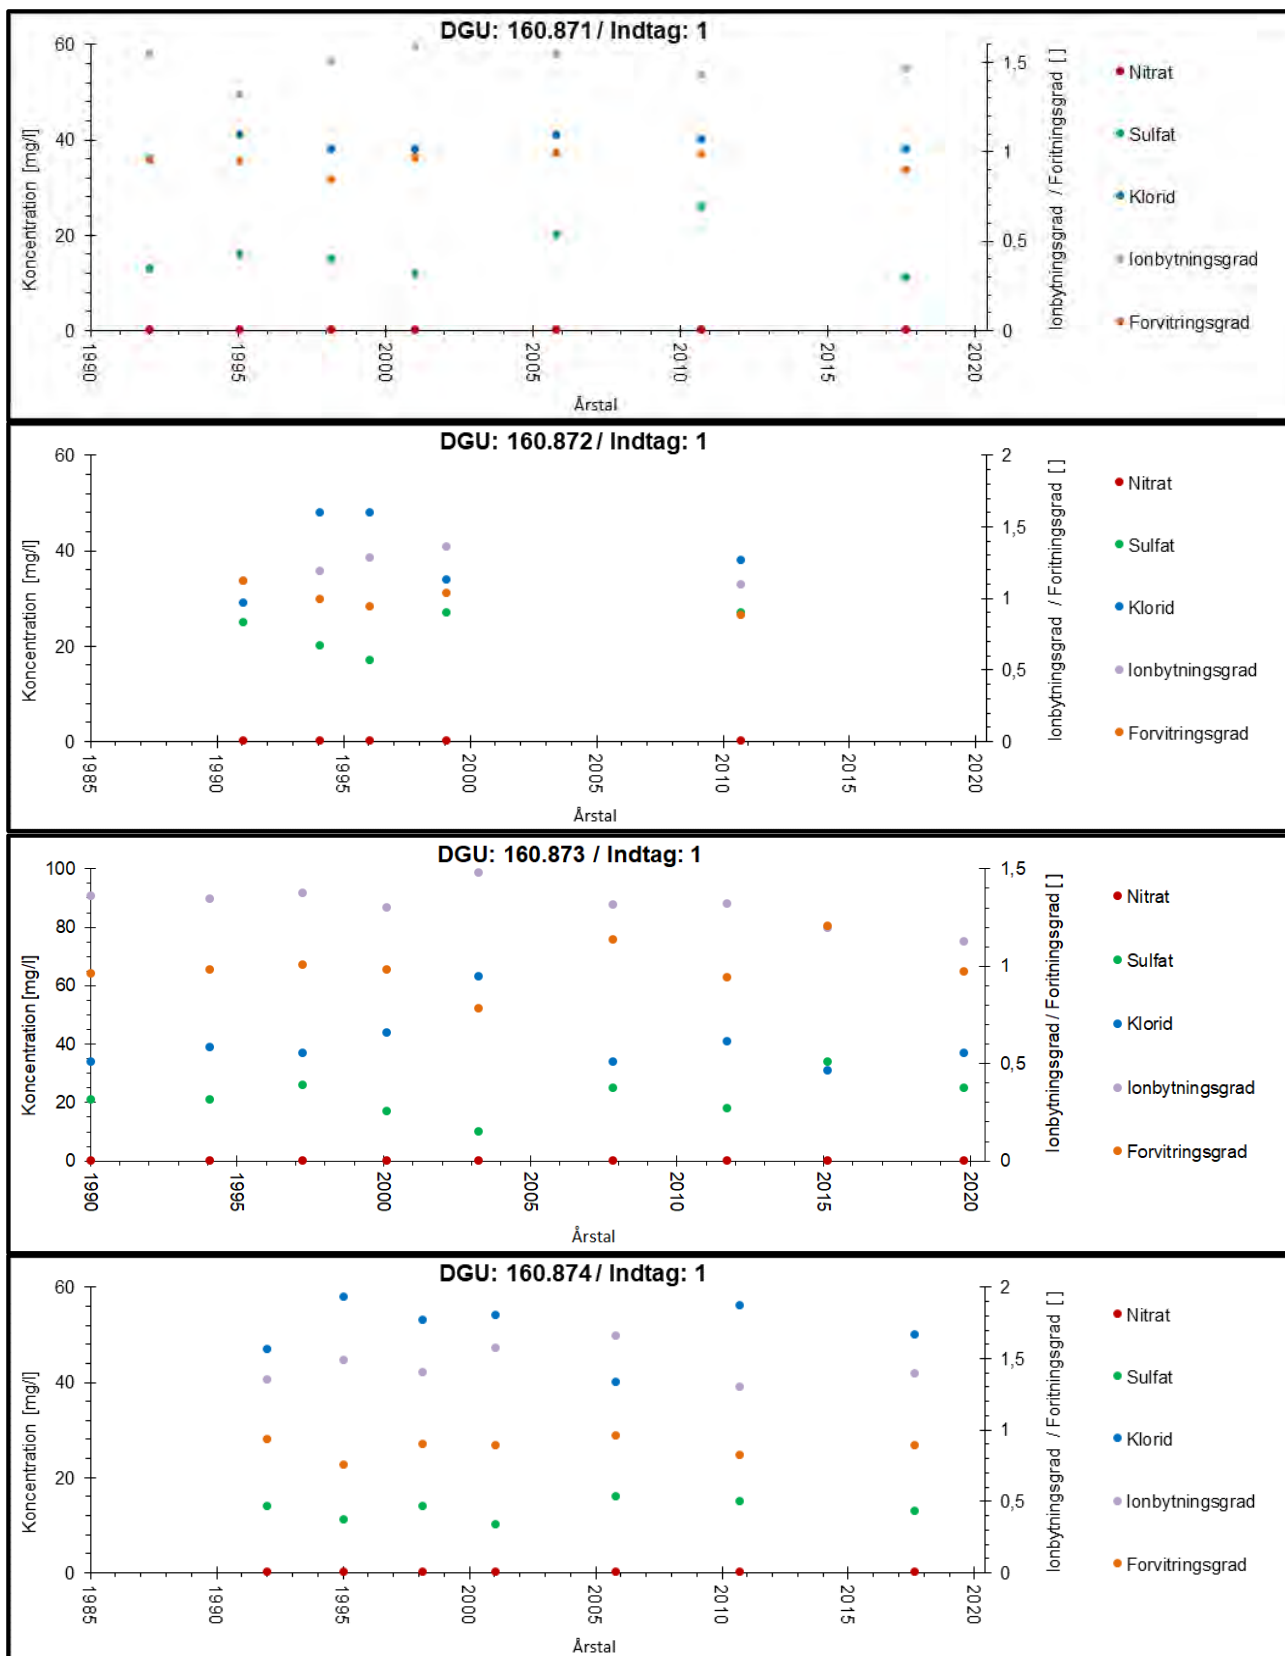 DGU: 160.871 / Indtag: 1
60
40
20
0
Koncentration [mg/l]
1,5
1
0,5
0
Ionbytningsgrad / Foritningsgrad [ ]
1990
1995
2000
2005
2010
2015
2020
Årstal
Nitrat
Sulfat
Klorid
Ionbytningsgrad
Forvitringsgrad
DGU: 160.872 / Indtag: 1
60
40
20
0
Koncentration [mg/l]
2
1,5
1
0,5
0
Ionbytningsgrad / Foritningsgrad [ ]
1985
1990
1995
2000
2005
2010
2015
2020
Årstal
Nitrat
Sulfat
Klorid
Ionbytningsgrad
Forvitringsgrad
DGU: 160.873 / Indtag: 1
100
80
60
40
20
0
Koncentration [mg/l]
1,5
1
0,5
0
Ionbytningsgrad / Foritningsgrad [ ]
1990
1995
2000
2005
2010
2015
2020
Årstal
Nitrat
Sulfat
Klorid
Ionbytningsgrad
Forvitringsgrad
DGU: 160.874 / Indtag: 1
60
40
20
0
Koncentration [mg/l]
2
1,5
1
0,5
0
Ionbytningsgrad / Foritningsgrad [ ]
1985
1990
1995
2000
2005
2010
2015
2020
Årstal
Nitrat
Sulfat
Klorid
Ionbytningsgrad
Forvitringsgrad